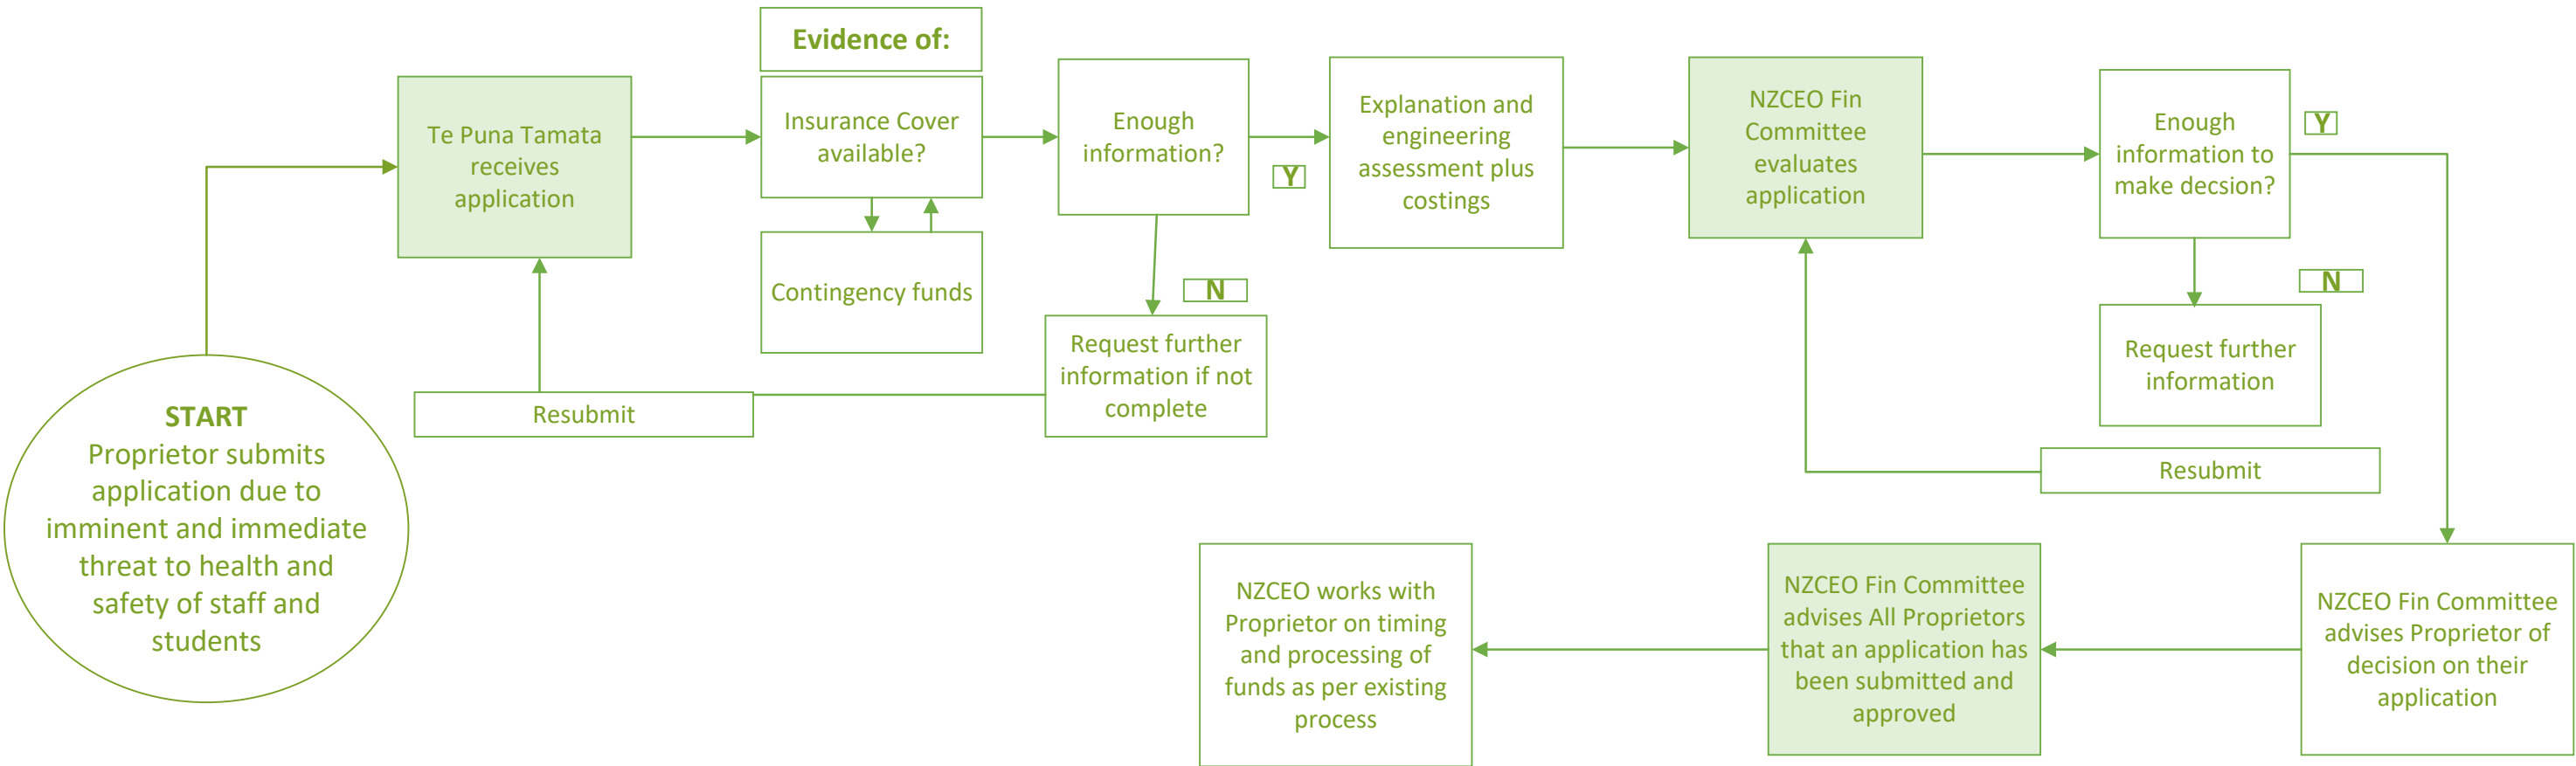 Evidence of:
Te Puna Tamata
receives
application
Insurance Cover
available?
Contingency funds
Enough
information?
Y
N
Request further
information if not
complete
Resubmit
START
Proprietor submits
application due to
imminent and immediate
threat to health and
safety of staff and
students
Explanation and
engineering
assessment plus
costings
NZCEO Fin
Committee
evaluates
application
Enough
information to
make decsion?
Y
N
Request further
information
Resubmit
NZCEO Fin Committee
advises Proprietor of
decision on their
application
NZCEO Fin Committee
advises All Proprietors
that an application has
been submitted and
approved
NZCEO works with
Proprietor on timing
and processing of
funds as per existing
process